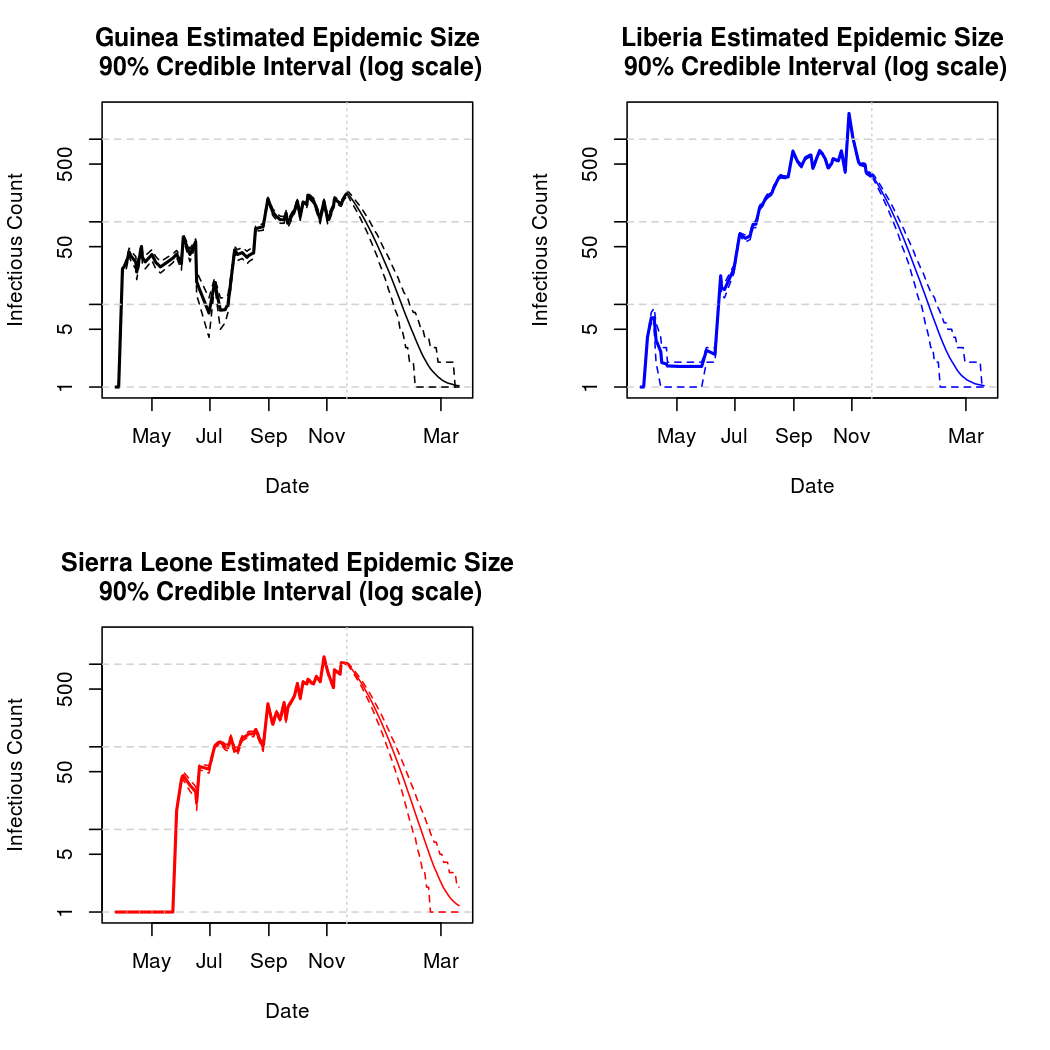 Guinea Estimated Epidemic Size
90% Credible Interval (log scale)
Infectious Count
500
50
5
1
May Jul Sep Nov Mar
Date
Liberia Estimated Epidemic Size
90% Credible Interval (log scale)
Infectious Count
500
50
5
1
May Jul Sep Nov Mar
Date
Sierra Leone Estimated Epidemic Size
90% Credible Interval (log scale)
Infectious Count
500
50
5
1
May Jul Sep Nov Mar
Date